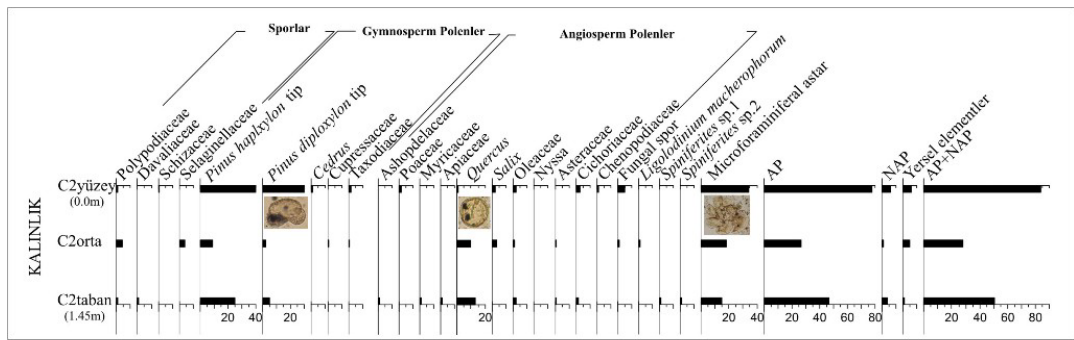 Sporlar
Gymnosperm Polenler
Angiosperm Polenler
Polypodiaceae
Davaliaceae
Schizaceae
Selaginellaceae
Pinus haplxylon tip
Pinus diploxylon tip
Cedrus
Cupressaceae
Taxodiaceae
Ashopdelaceae
Poaceae
Myricaceae
Apiaceae
Quercus
Salix
Oleaceae
Nyssa
Asteraceae
Cichoriaceae
Chenopodiaceae
Fungal spor
Ligolodinium macherophorum
Spiniferites sp.1
Spiniferites sp.2
Microforaminiferal astar
AP
NAP
Yersel elementler
AP+NAP
KALINLIK
C2yüzey
(0.0m)
C2orta
C2taban
(1.45m)
20 40 20 20 20 40 20 40 60 80 20 40 60 80